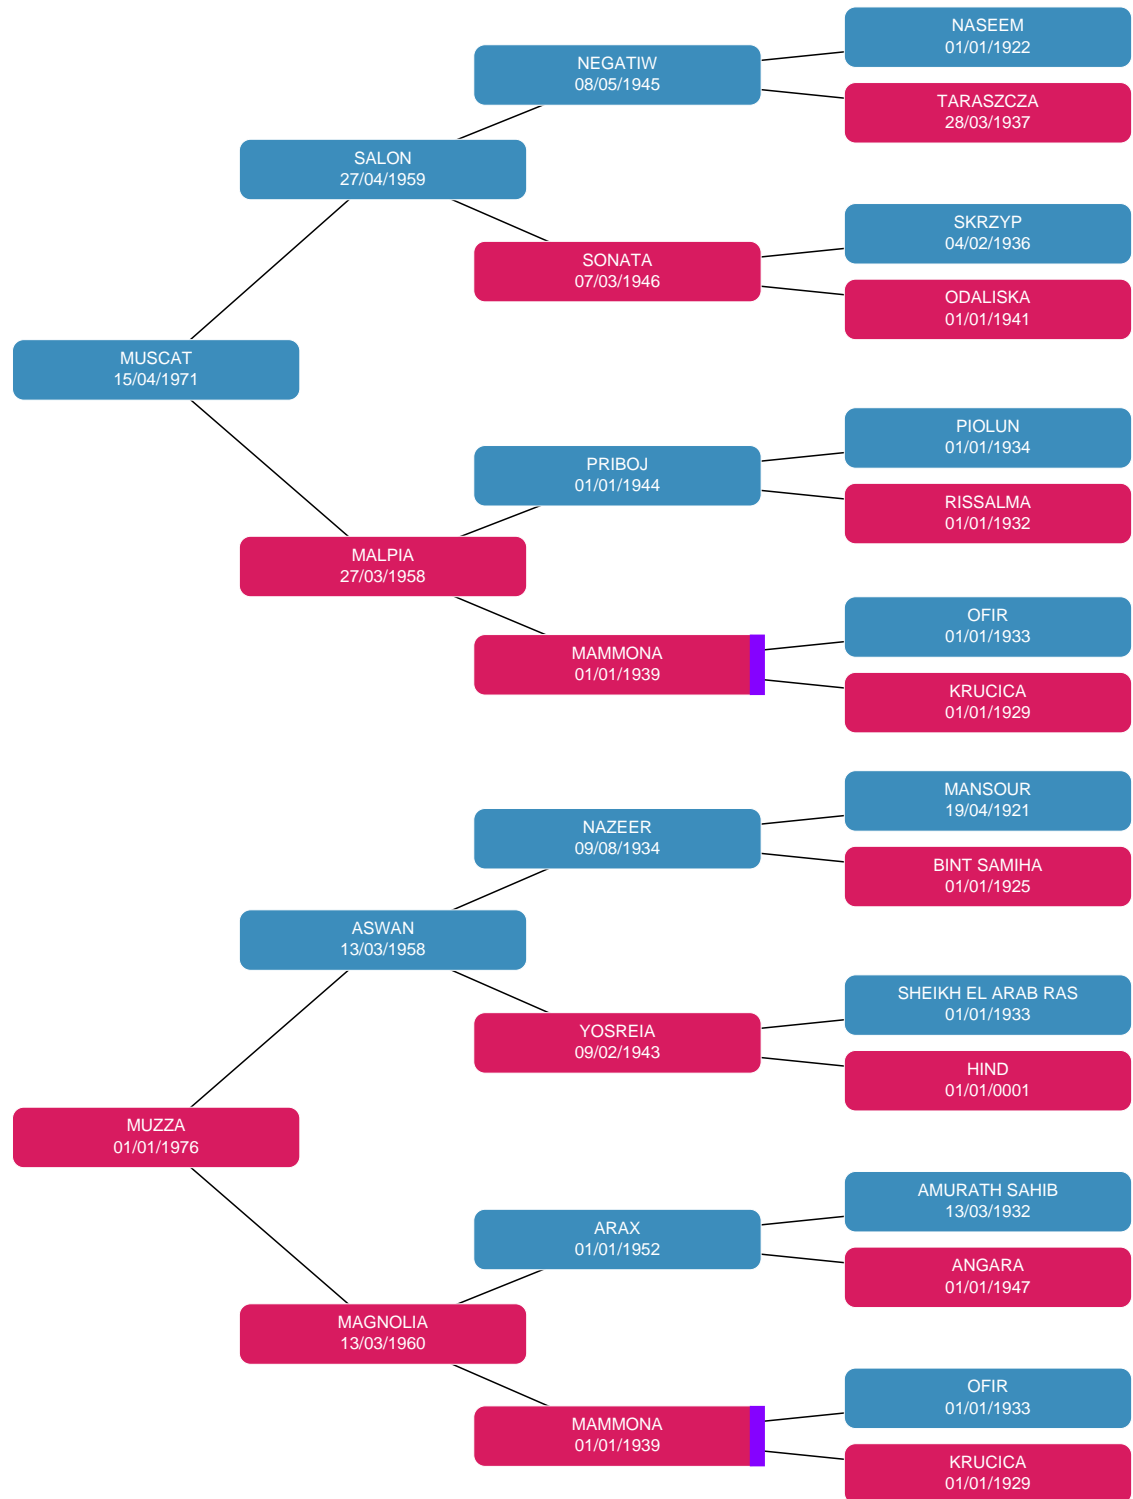 NASEEM
01/01/1922
NEGATIW
08/05/1945
TARASZCZA
28/03/1937
SALON
27/04/1959
SKRZYP
04/02/1936
SONATA
07/03/1946
ODALISKA
01/01/1941
MUSCAT
15/04/1971
PIOLUN
01/01/1934
PRIBOJ
01/01/1944
RISSALMA
01/01/1932
MALPIA
27/03/1958
OFIR
01/01/1933
MAMMONA
01/01/1939
KRUCICA
01/01/1929
MANSOUR
19/04/1921
NAZEER
09/08/1934
BINT SAMIHA
01/01/1925
ASWAN
13/03/1958
SHEIKH EL ARAB RAS
01/01/1933
YOSREIA
09/02/1943
HIND
01/01/0001
MUZZA
01/01/1976
AMURATH SAHIB
13/03/1932
ARAX
01/01/1952
ANGARA
01/01/1947
MAGNOLIA
13/03/1960
OFIR
01/01/1933
MAMMONA
01/01/1939
KRUCICA
01/01/1929